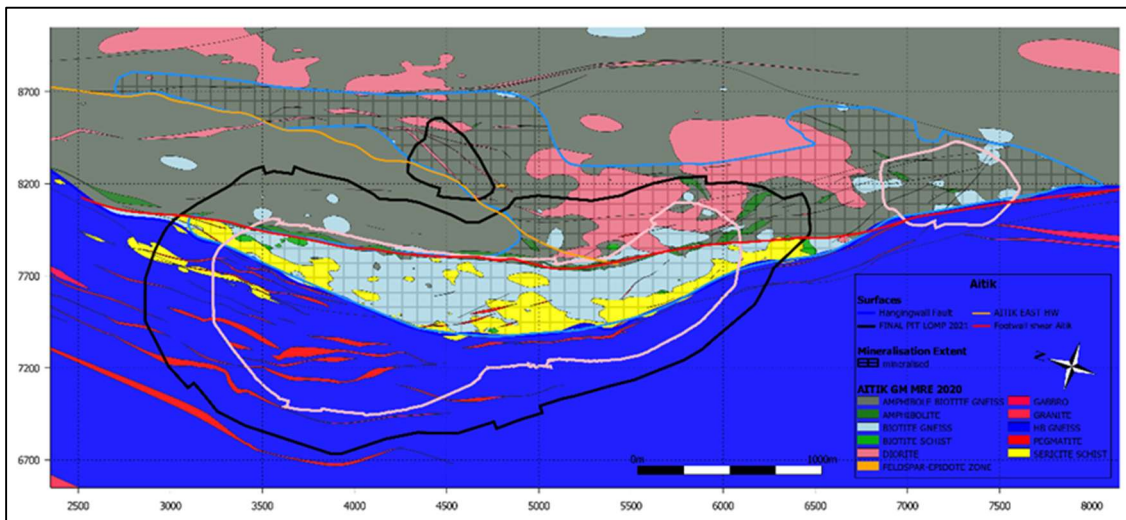 8700
8200
7700
7200
6700
2500 3000 3500 4000 4500 5000 5500 6000 6500 7000 7500 8000
0m 1000m
N
Aitik
Surfaces
Hangingwall Fault AITIK EAST HW
FINAL PIT LOMP 2021 Footwall shear Aitik
Mineralisation Extent
Mineralised
AITIK GM MRE 2020
AMPHIBOLE BIOTITE GNEISS GABBRO
AMPHIBOLITE GRANITE
BIOTITE GNEISS HB GNEISS
BIOTITE SCHIST PEGMATITE
DIORITE SERICITE SCHIST
FELDSPAR-EPIDOTE ZONE